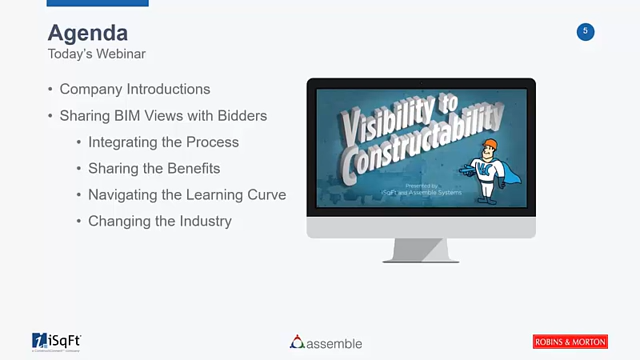 Agenda
5
Today's Webinar
• Company Introductions
• Sharing BIM Views with Bidders
• Integrating the Process
• Sharing the Benefits
• Navigating the Learning Curve
• Changing the Industry
Visibility to
Constructability
Presented by
iSqFt and Assemble Systems
iSqFt
assemble
ROBINS & MORTON